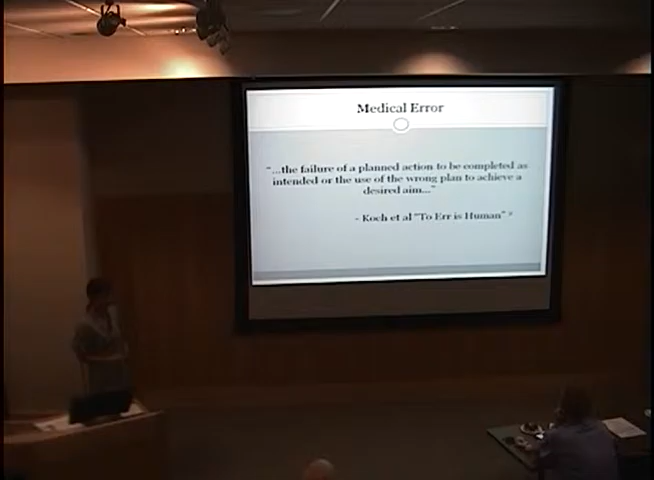 Medical Error
"...the failure of a planned action to be completed as
intended or the use of the wrong plan to achieve a
desired aim..."
- Koch et al "To Err is Human"